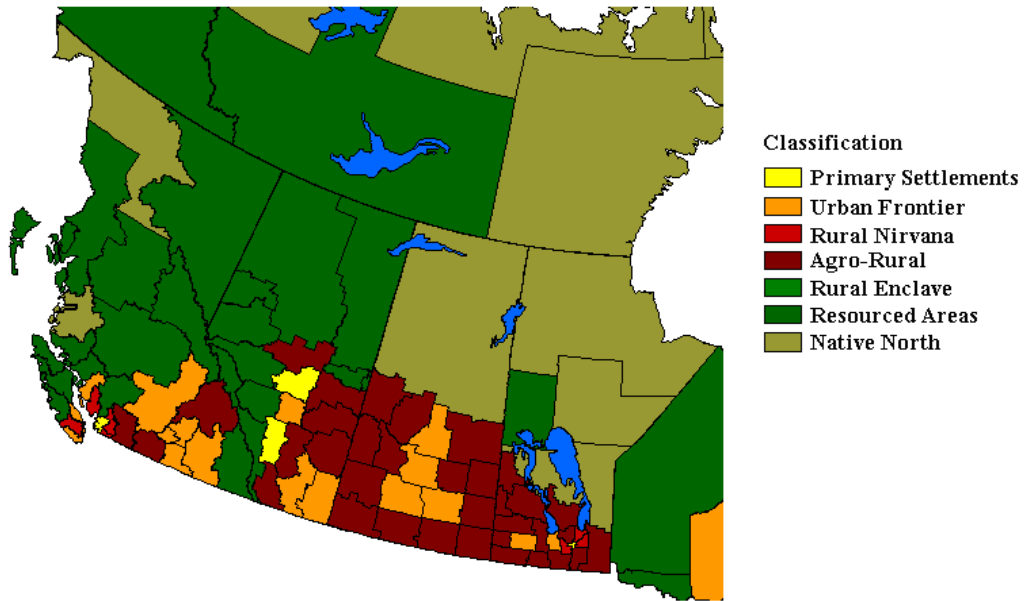 Classification
Primary Settlements
Urban Frontier
Rural Nirvana
Agro-Rural
Rural Enclave
Resourced Areas
Native North